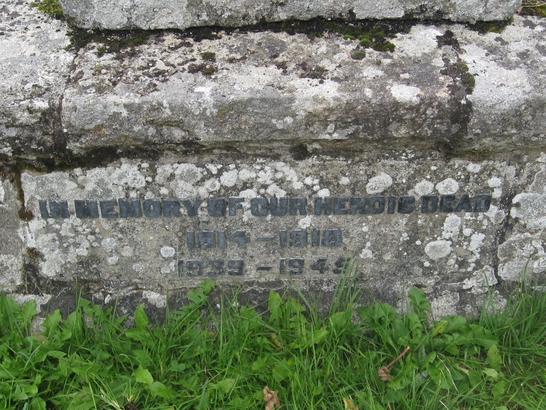 IN MEMORY OF OUR HEROIC DEAD
1914 - 1918
1939 - 1945